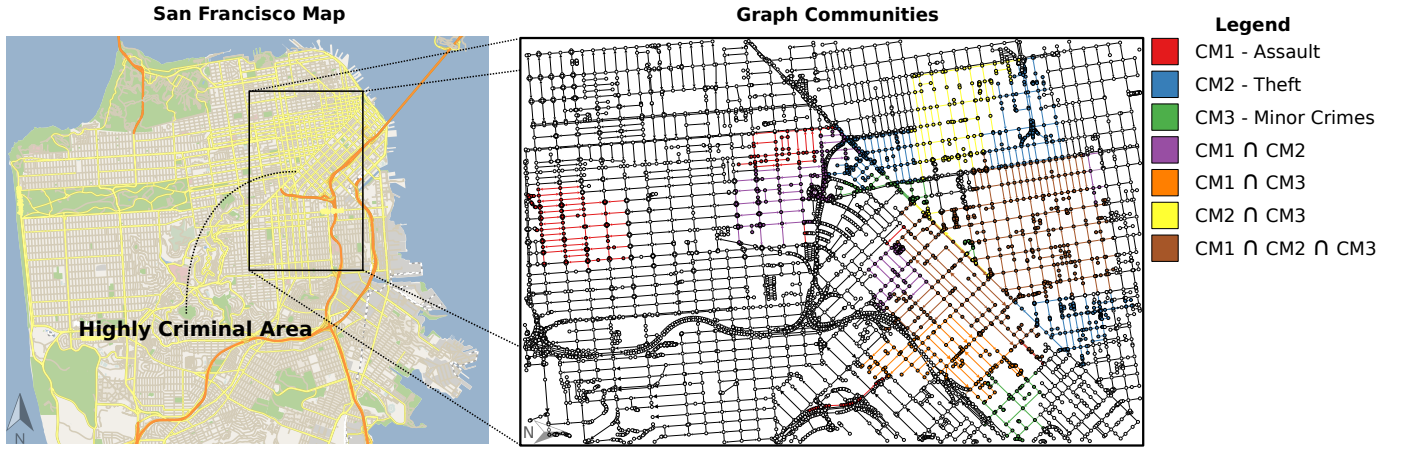 San Francisco Map
Graph Communities
Legend
CM1 - Assault
CM2 - Theft
CM3 - Minor Crimes
CM1 ∩ CM2
CM1 ∩ CM3
CM2 ∩ CM3
CM1 ∩ CM2 ∩ CM3
Highly Criminal Area
N
N